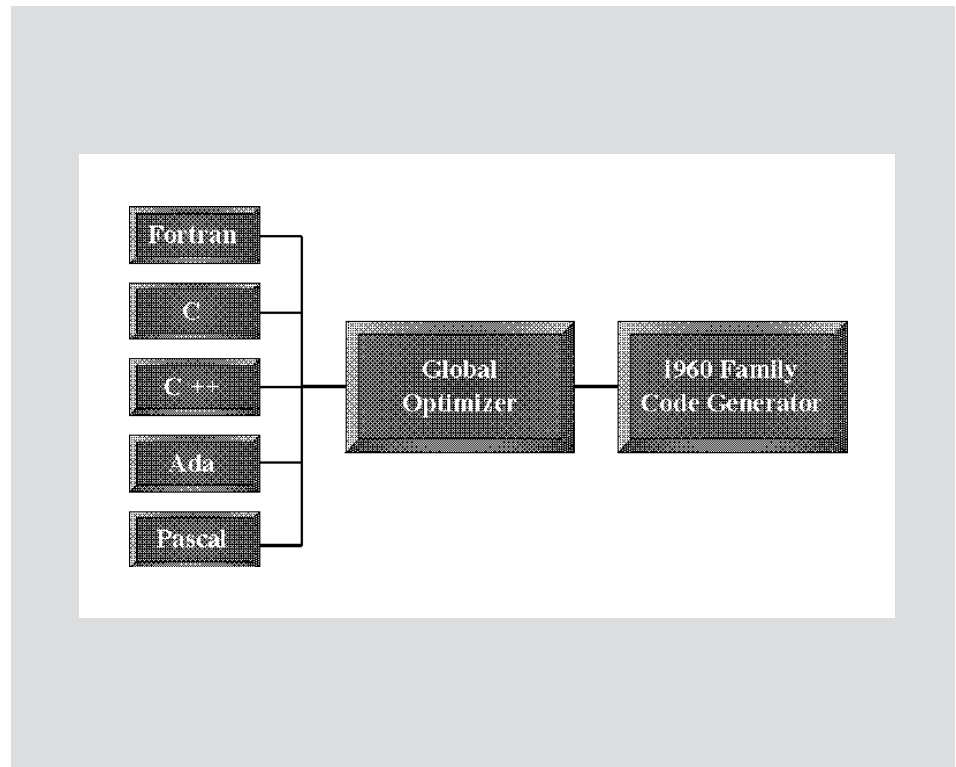 Fortran
C
C ++
Ada
Pascal
Global
Optimizer
i960 Family
Code Generator